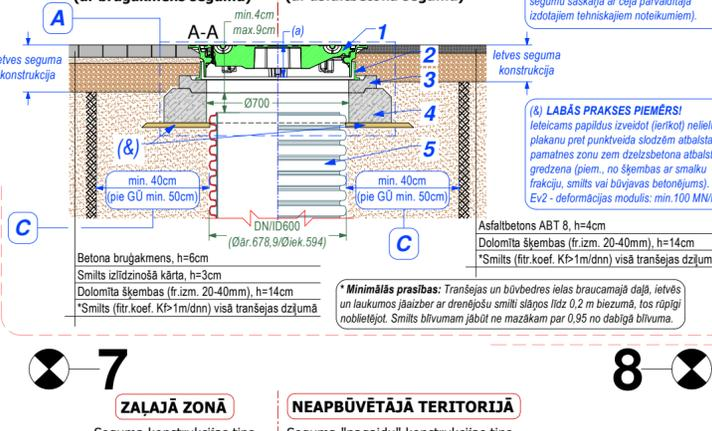 (ar bruģakmens segumu)
(ar asfaltbetona segumu)
segumu saskaņā ar ceļa pārvaldītāja
izdotajiem tehniskajiem noteikumiem).
A
A-A
min.4cm
max.9cm
(a)
1
2
3
4
5
Ietves seguma
konstrukcija
Ietves seguma
konstrukcija
Ø700
(&)
(&) LABĀS PRAKSES PIEMĒRS!
Ieteicams papildus izveidot (ierīkot) nelielu
plakanu pret punktveida slodzēm atbalsta
pamatnes zonu zem dzelzsbetona atbalsta
gredzena (piem., no šķembas ar smalku
frakciju, smilts vai būvjavas betonējums).
Ev2 - deformācijas modulis: min.100 MN/
min. 40cm
(pie GŪ min. 50cm)
min. 40cm
(pie GŪ min. 50cm)
C
C
DN/ID600
(Øār.678,9/Øiek.594)
Asfaltbetons ABT 8, h=4cm
Dolomīta šķembas (fr.izm. 20-40mm), h=14cm
*Smilts (fitr.koef. Kf>1m/dnn) visā tranšejas dziļum
Betona bruģakmens, h=6cm
Smilts izlīdzinošā kārta, h=3cm
Dolomīta šķembas (fr.izm. 20-40mm), h=14cm
*Smilts (fitr.koef. Kf>1m/dnn) visā tranšejas dziļumā
* Minimālās prasības: Tranšejas un būvbedres ielas braucamajā daļā, ietvēs
un laukumos jāaizber ar drenējošu smilti slāņos līdz 0,2 m biezumā, tos rūpīgi
noblietējot. Smilts blīvumam jābūt ne mazākam par 0,95 no dabīgā blīvuma.
7
8
ZAĻAJĀ ZONĀ
NEAPBŪVĒTĀJĀ TERITORIJĀ